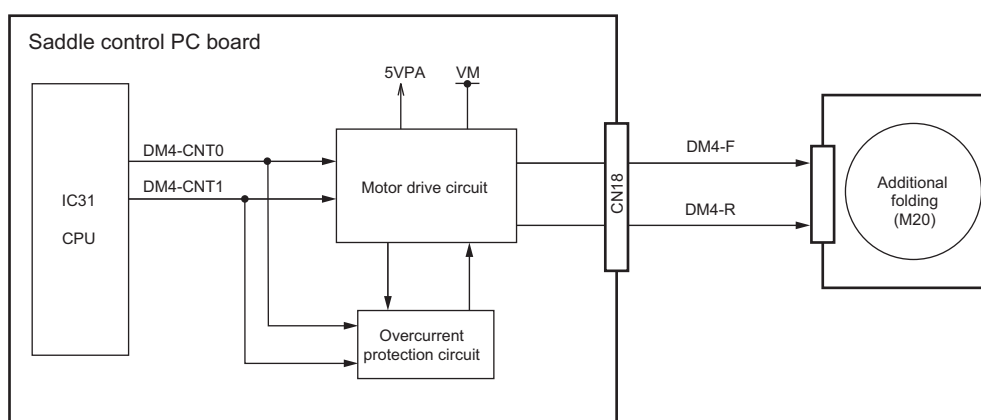 Saddle control PC board
5VPA
VM
DM4-CNT0
DM4-CNT1
IC31
CPU
Motor drive circuit
CN18
DM4-F
DM4-R
Additional
folding
(M20)
Overcurrent
protection circuit